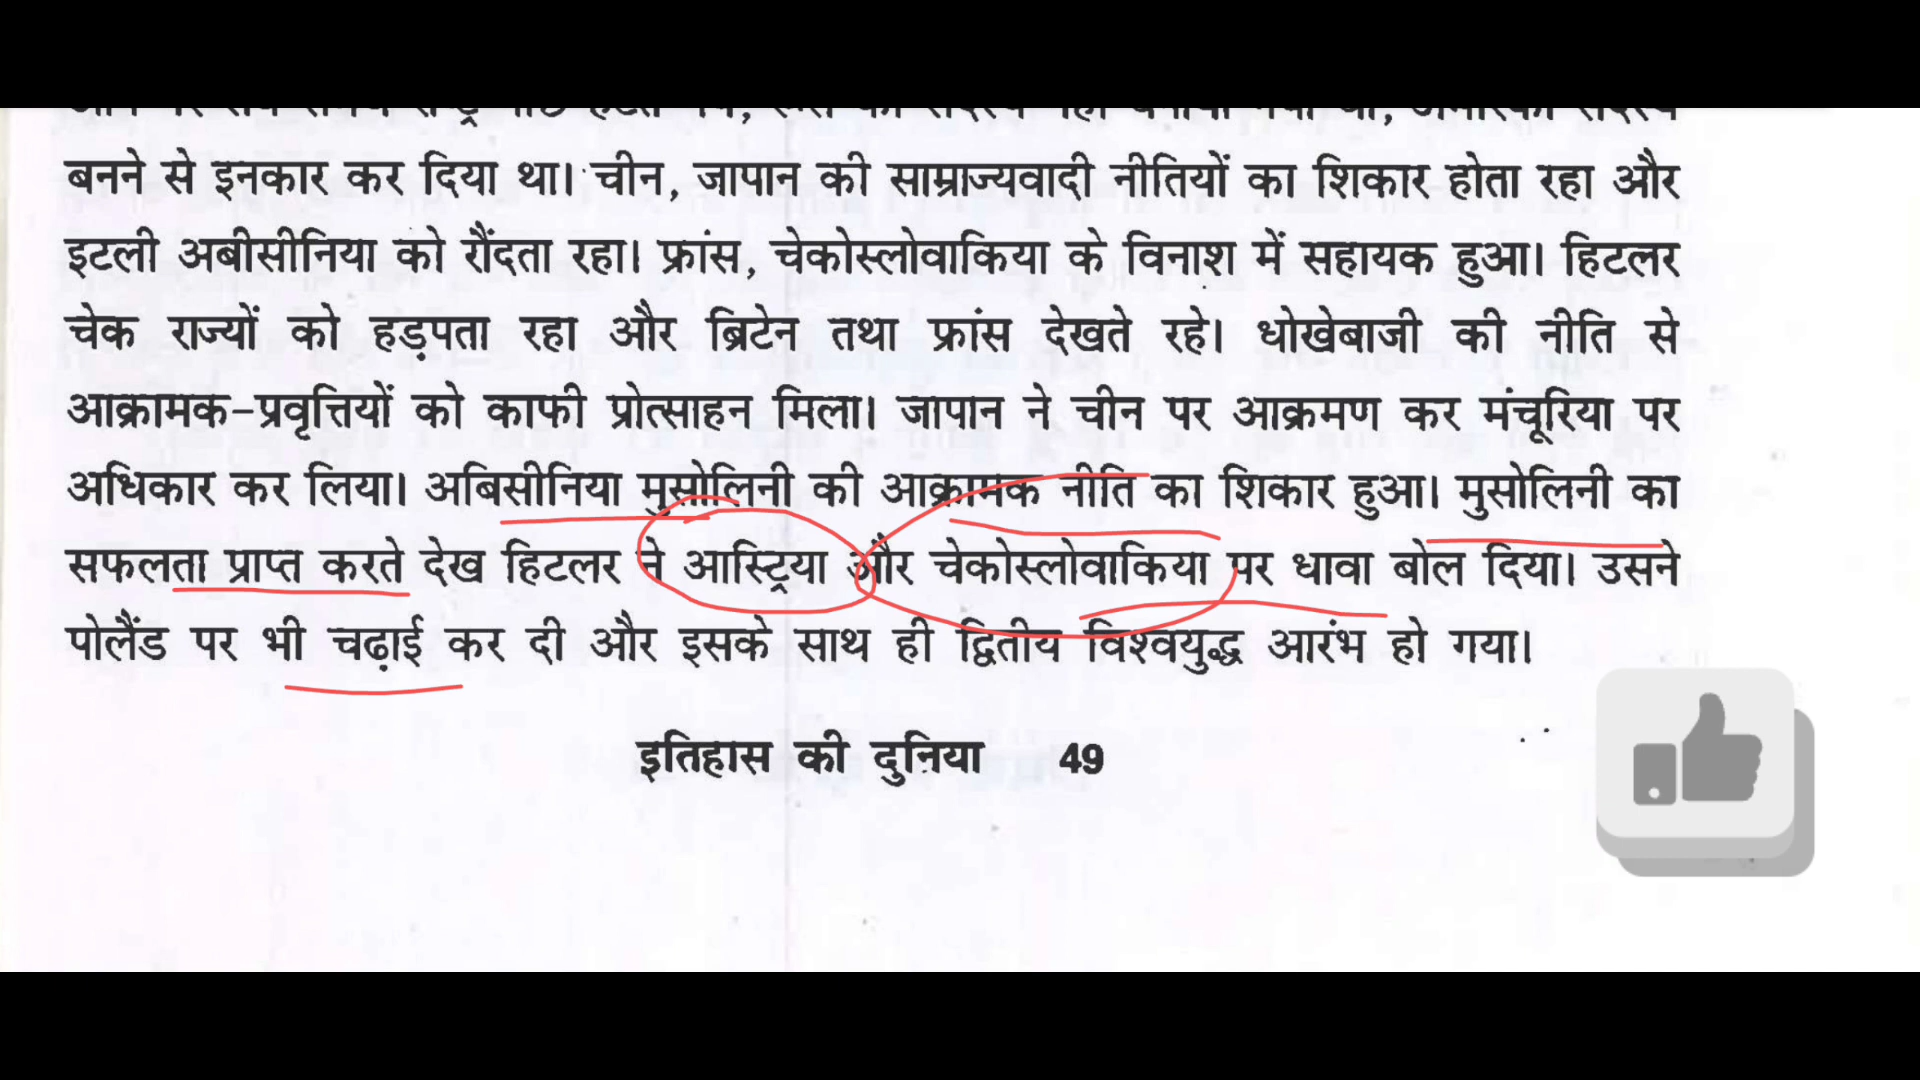 बनने से इनकार कर दिया था। चीन, जापान की साम्राज्यवादी नीतियों का शिकार होता रहा और
इटली अबीसीनिया को रौंदता रहा। फ्रांस, चेकोस्लोवाकिया के विनाश में सहायक हुआ। हिटलर
चेक राज्यों को हड़पता रहा और ब्रिटेन तथा फ्रांस देखते रहे। धोखेबाजी की नीति से
आक्रामक-प्रवृत्तियों को काफी प्रोत्साहन मिला। जापान ने चीन पर आक्रमण कर मंचूरिया पर
अधिकार कर लिया। अबिसीनिया मुसोलिनी की आक्रामक नीति का शिकार हुआ। मुसोलिनी का
सफलता प्राप्त करते देख हिटलर ने आस्ट्रिया और चेकोस्लोवाकिया पर धावा बोल दिया। उसने
पोलैंड पर भी चढ़ाई कर दी और इसके साथ ही द्वितीय विश्वयुद्ध आरंभ हो गया।
इतिहास की दुनिया 49